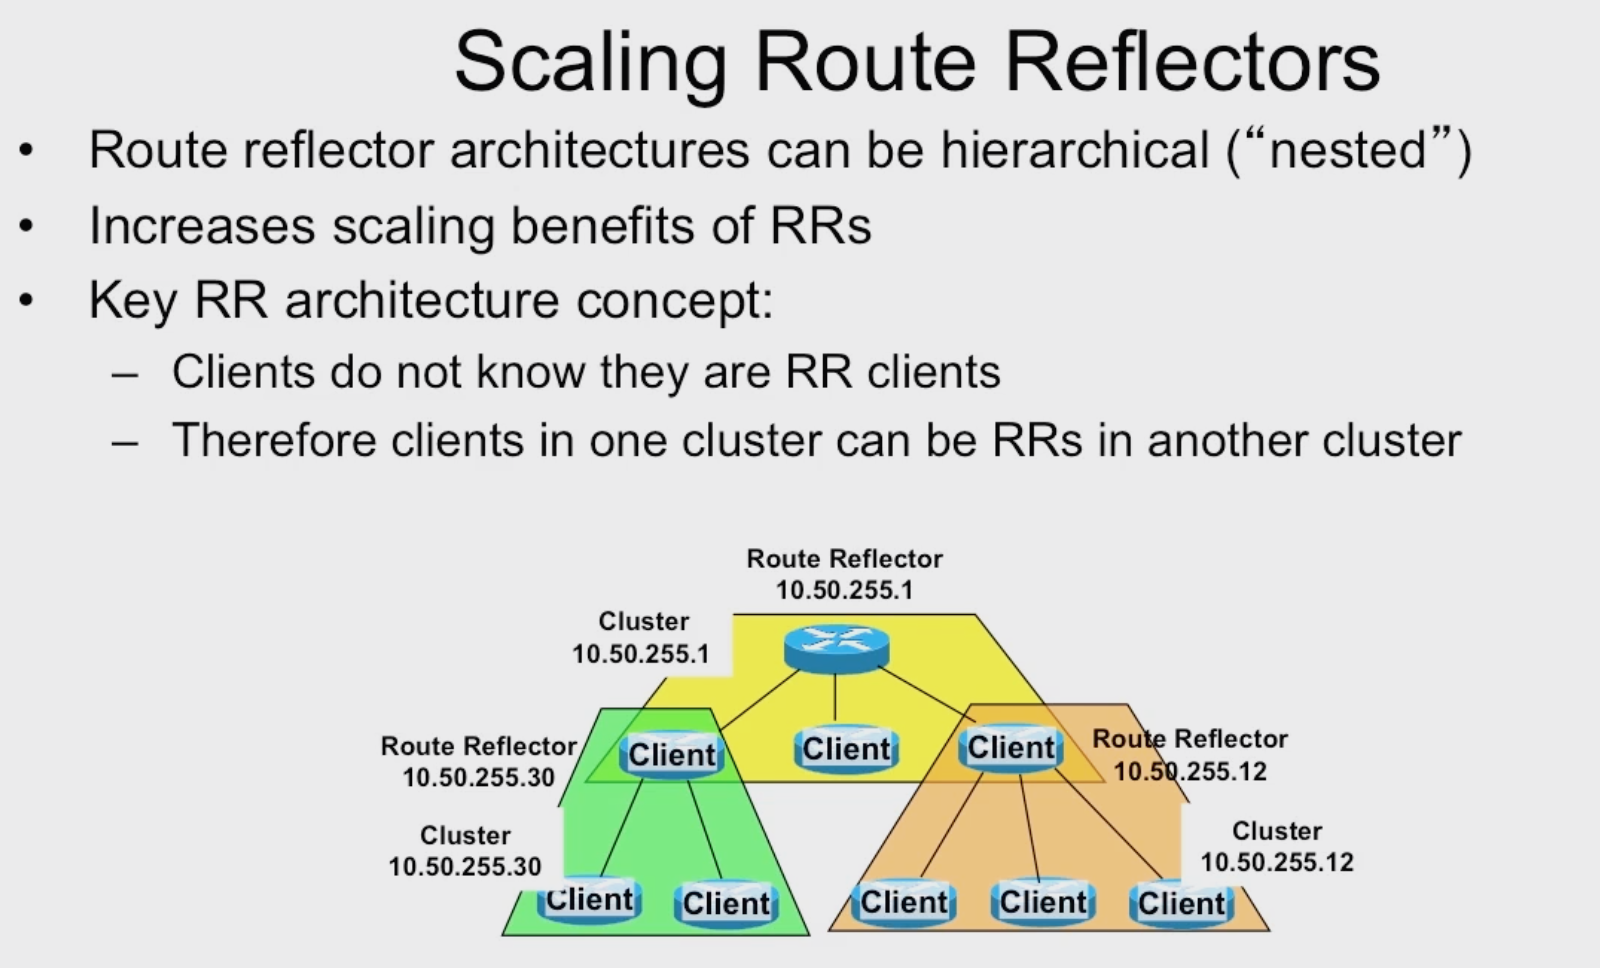 Scaling Route Reflectors
• Route reflector architectures can be hierarchical (“nested”)
• Increases scaling benefits of RRs
• Key RR architecture concept:
– Clients do not know they are RR clients
– Therefore clients in one cluster can be RRs in another cluster
Route Reflector
10.50.255.1
Cluster
10.50.255.1
Route Reflector
10.50.255.30
Client
Client
Client
Route Reflector
10.50.255.12
Cluster
10.50.255.30
Cluster
10.50.255.12
Client
Client
Client
Client
Client